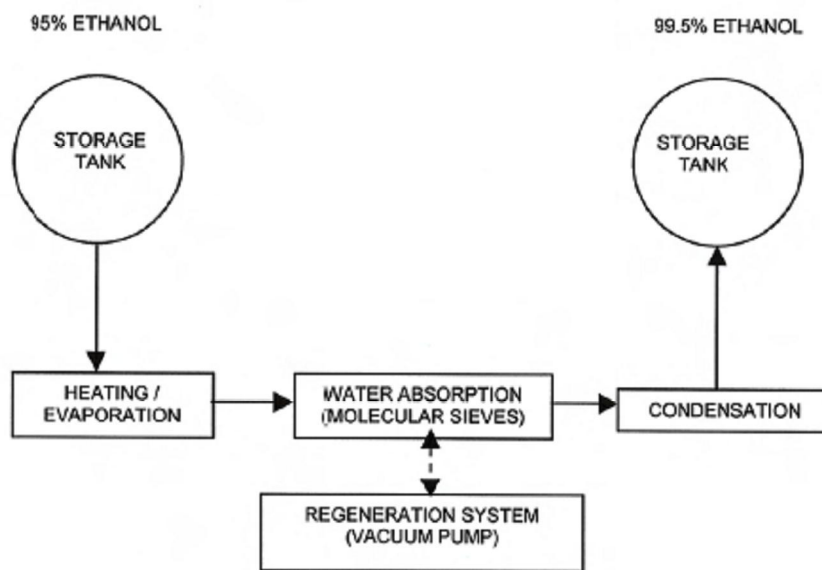 95% ETHANOL
99.5% ETHANOL
STORAGE
TANK
STORAGE
TANK
HEATING /
EVAPORATION
WATER ABSORPTION
(MOLECULAR SIEVES)
CONDENSATION
REGENERATION SYSTEM
(VACUUM PUMP)